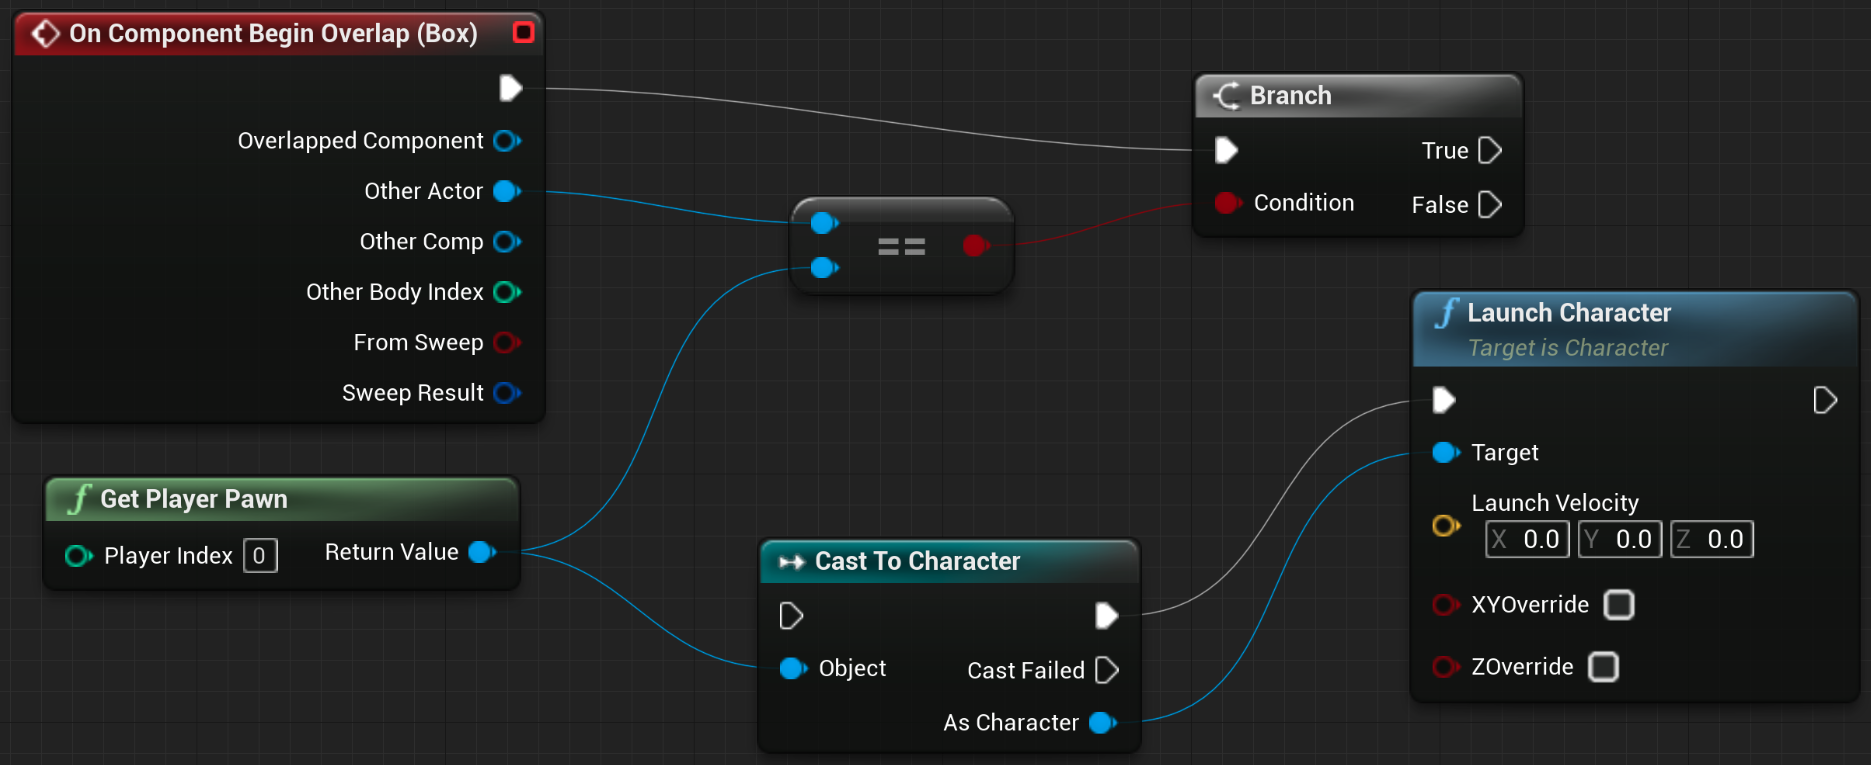 On Component Begin Overlap (Box)
Overlapped Component
Other Actor
Other Comp
Other Body Index
From Sweep
Sweep Result
Get Player Pawn
Player Index 0 Return Value
==
Branch
True
Condition False
Cast To Character
Object
Cast Failed
As Character
Launch Character
Target is Character
Target
Launch Velocity
X 0.0 Y 0.0 Z 0.0
XYOverride
ZOverride